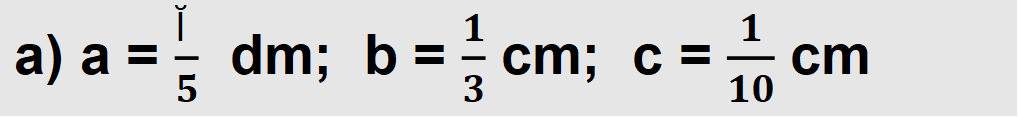 a) a = Ĭ/5 dm; b = 1/3 cm; c = 1/10 cm